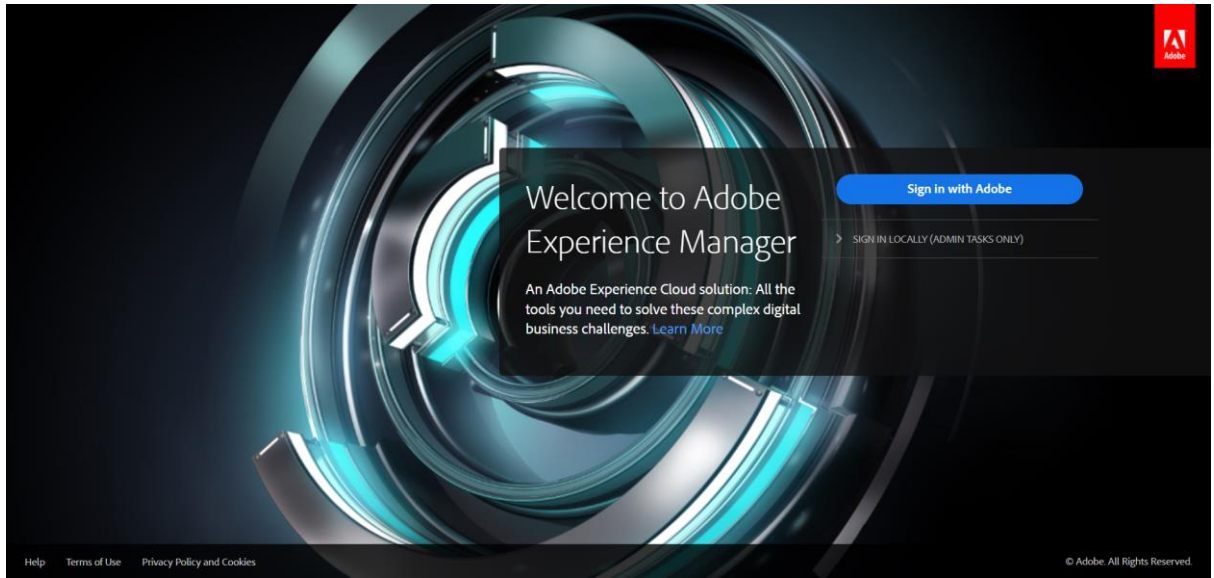 Adobe
Welcome to Adobe
Experience Manager
An Adobe Experience Cloud solution: All the
tools you need to solve these complex digital
business challenges. Learn More
Sign in with Adobe
SIGN IN LOCALLY (ADMIN TASKS ONLY)
Help Terms of Use Privacy Policy and Cookies
© Adobe. All Rights Reserved.